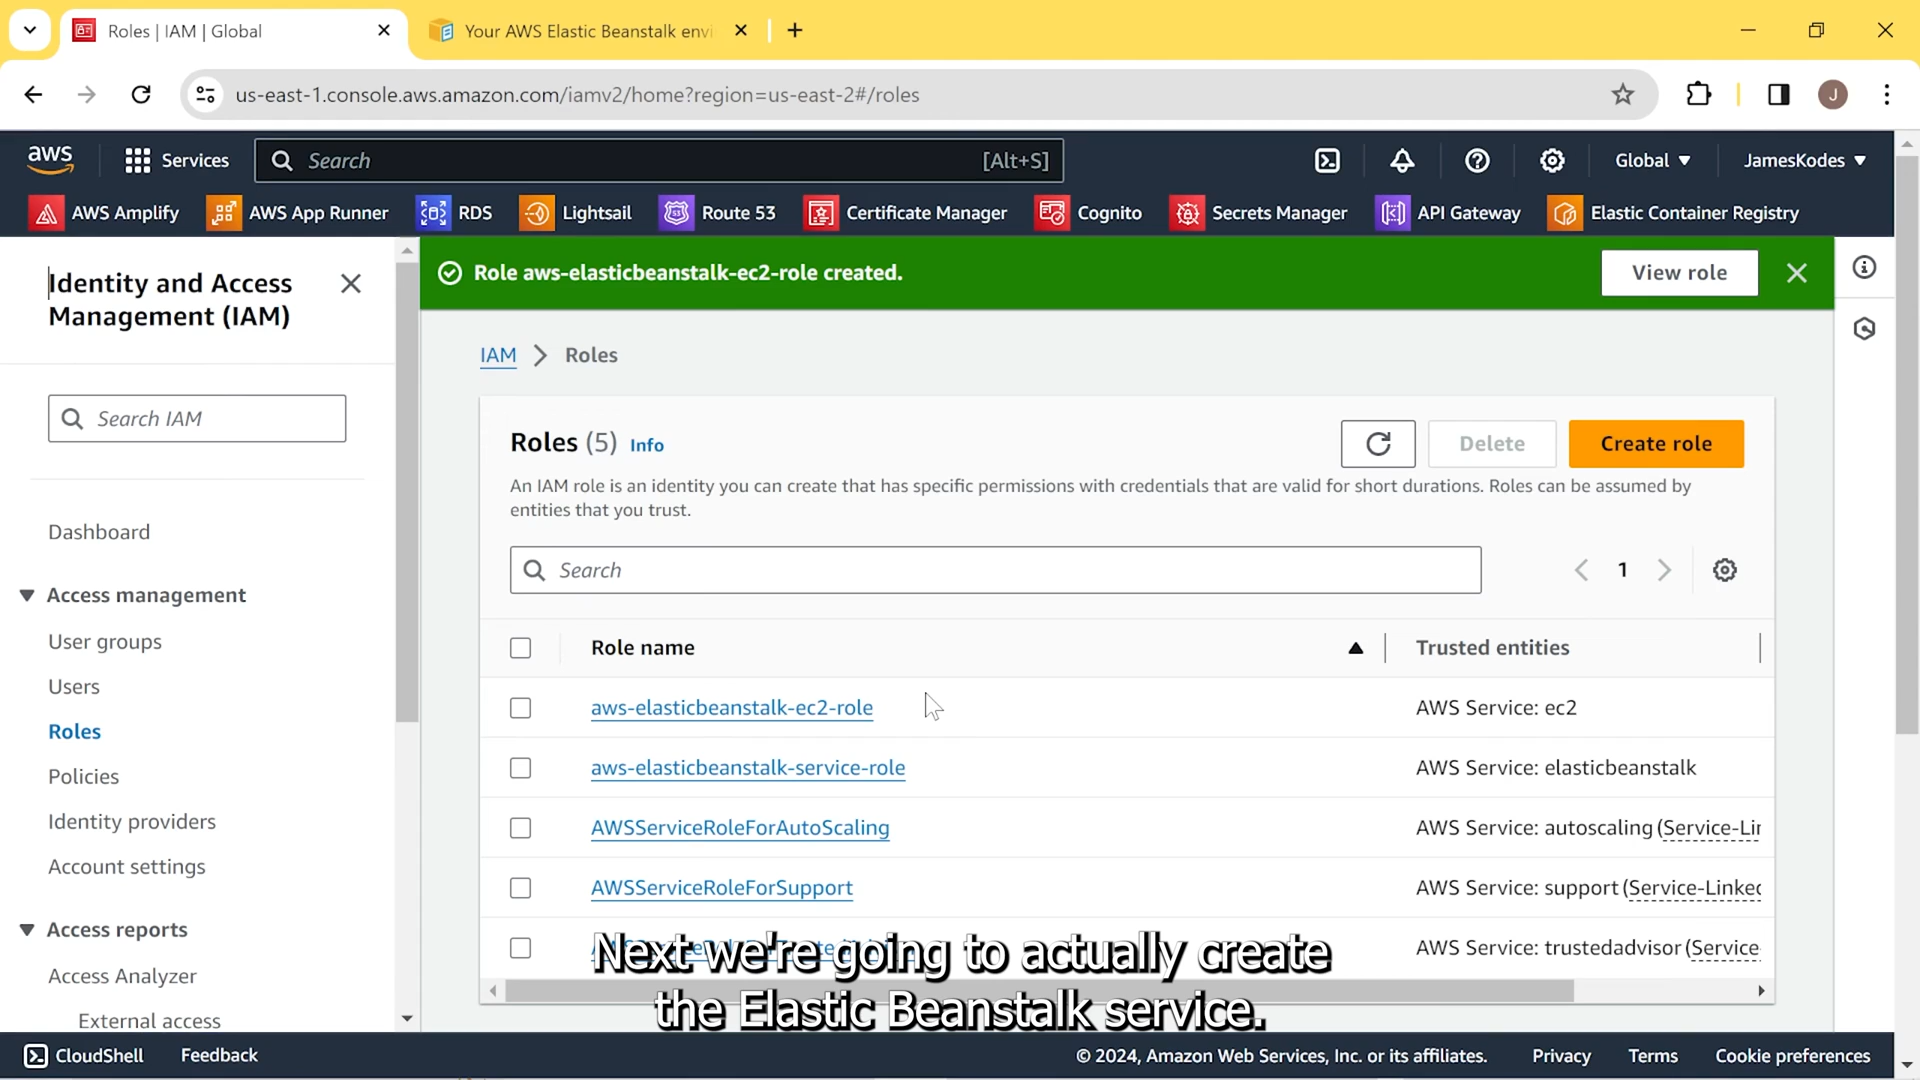 Roles | IAM | Global
Your AWS Elastic Beanstalk envi
us-east-1.console.aws.amazon.com/iamv2/home?region=us-east-2#/roles
aws
Services
Search
[Alt+S]
Global
JamesKodes
AWS Amplify
AWS App Runner
RDS
Lightsail
Route 53
Certificate Manager
Cognito
Secrets Manager
API Gateway
Elastic Container Registry
Identity and Access
Management (IAM)
Search IAM
Dashboard
Access management
User groups
Users
Roles
Policies
Identity providers
Account settings
Access reports
Access Analyzer
External access
Role aws-elasticbeanstalk-ec2-role created.
View role
IAM > Roles
Roles (5) Info
Delete
Create role
An IAM role is an identity you can create that has specific permissions with credentials that are valid for short durations. Roles can be assumed by
entities that you trust.
Search
1
Role name
Trusted entities
aws-elasticbeanstalk-ec2-role
AWS Service: ec2
aws-elasticbeanstalk-service-role
AWS Service: elasticbeanstalk
AWSServiceRoleForAutoScaling
AWS Service: autoscaling (Service-Lin
AWSServiceRoleForSupport
AWS Service: support (Service-Linked
AWS Service: trustedadvisor (Service
Next we're going to actually create
the Elastic Beanstalk service.
CloudShell
Feedback
© 2024, Amazon Web Services, Inc. or its affiliates.
Privacy
Terms
Cookie preferences
J